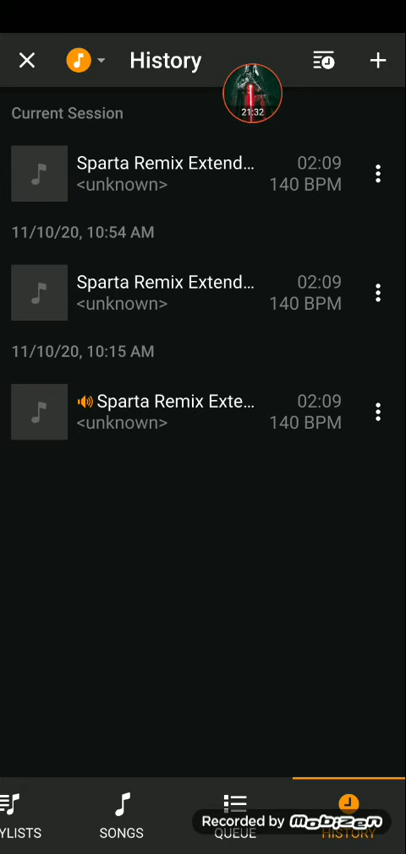 History
21:32
Current Session
Sparta Remix Extend... 02:09
<unknown> 140 BPM
11/10/20, 10:54 AM
Sparta Remix Extend... 02:09
<unknown> 140 BPM
11/10/20, 10:15 AM
Sparta Remix Exte... 02:09
<unknown> 140 BPM
YLISTS SONGS QUEUE HISTORY
Recorded by mobizen